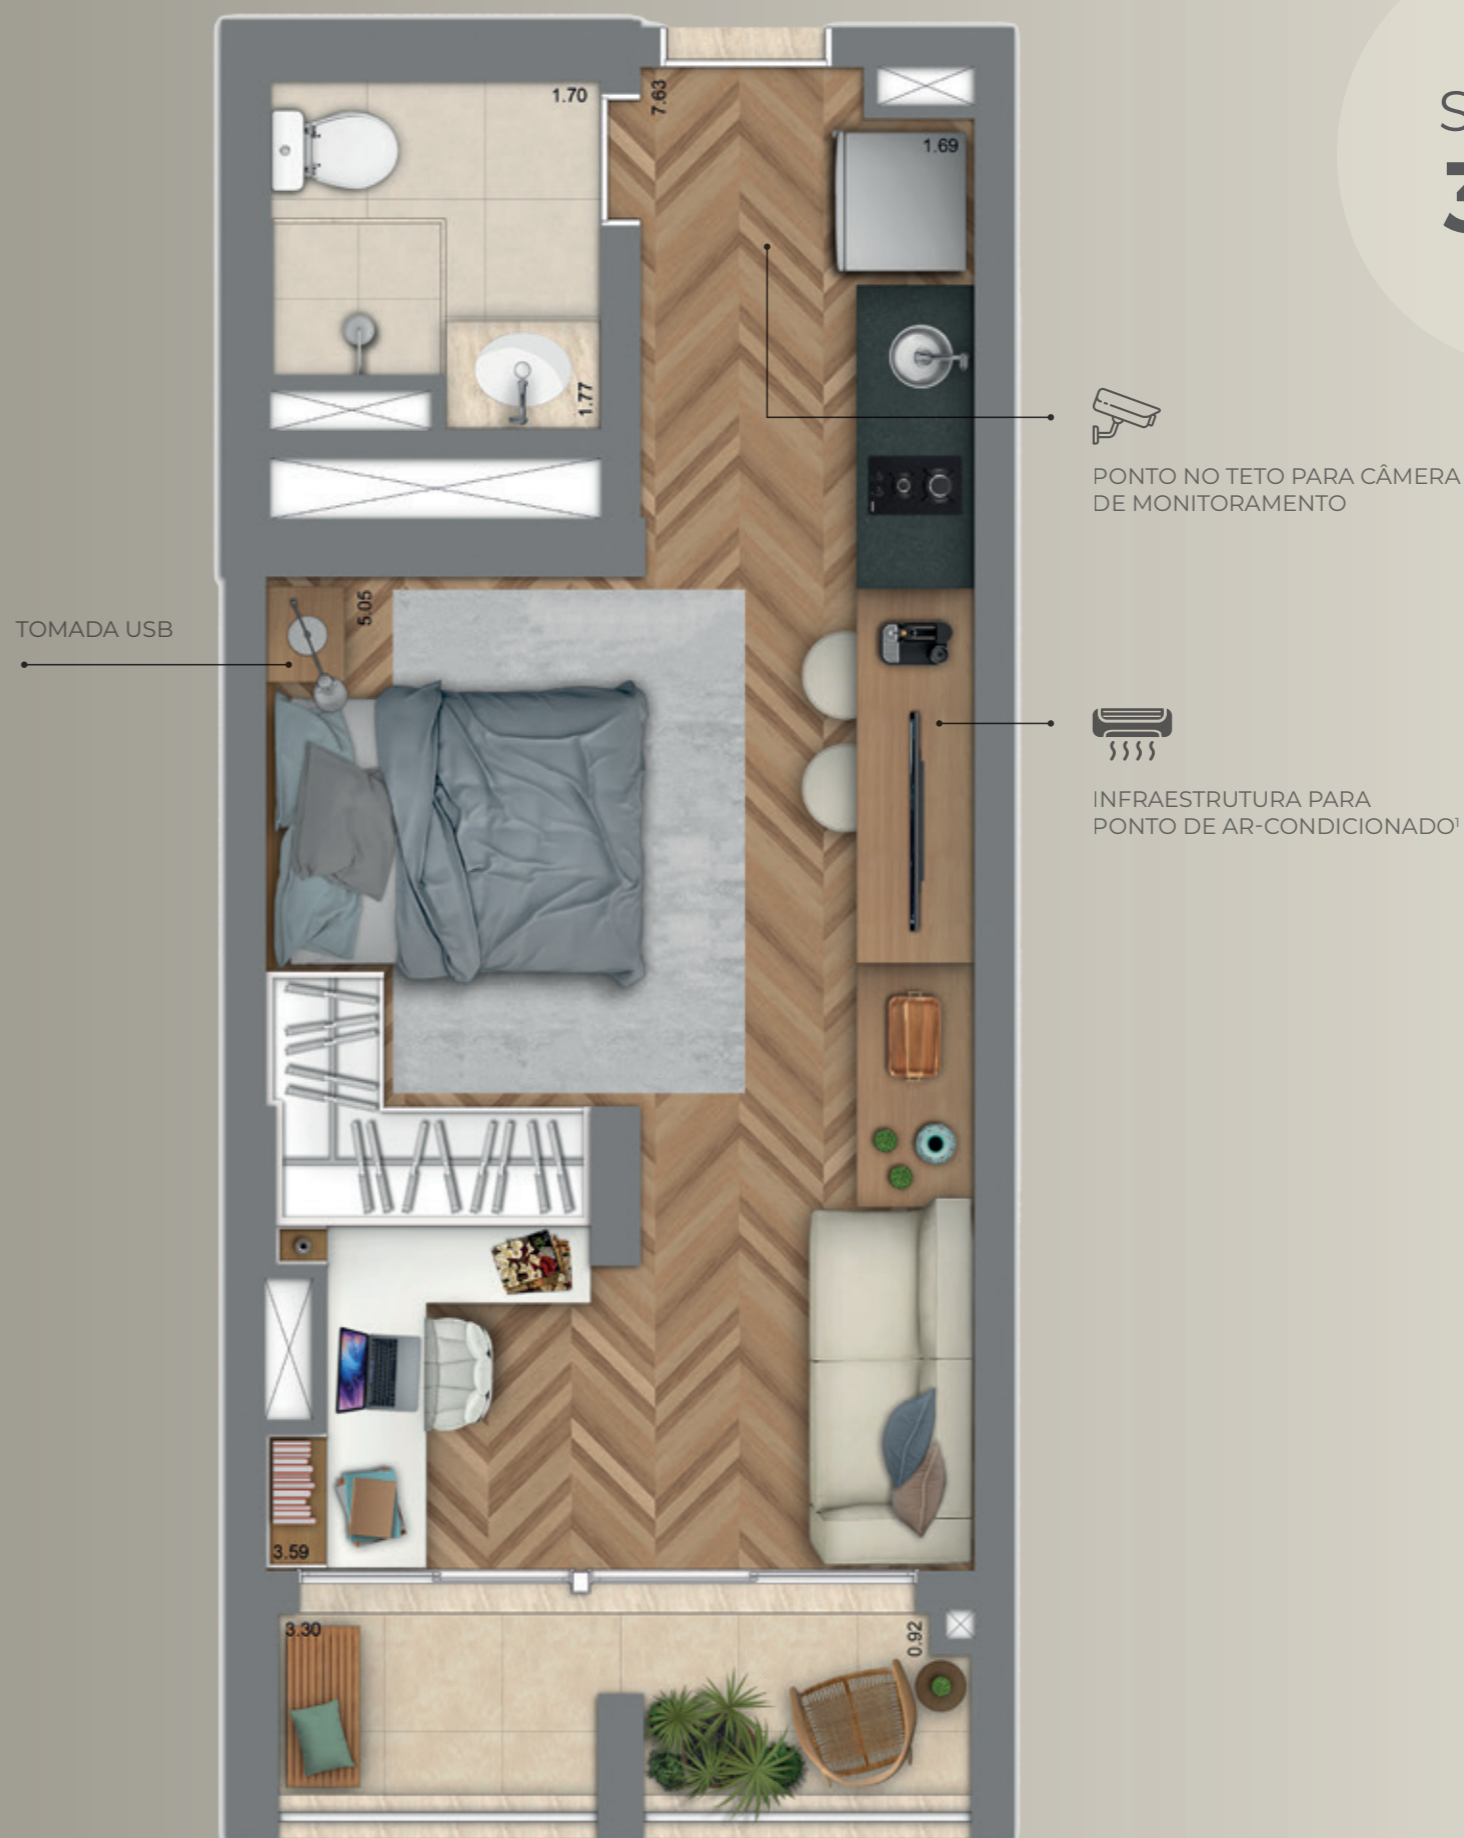 S
3
1.70
7.63
1.69
1.77
PONTO NO TETO PARA CÂMERA
DE MONITORAMENTO
5.05
TOMADA USB
INFRAESTRUTURA PARA
PONTO DE AR-CONDICIONADO¹
3.59
3.30
0.92